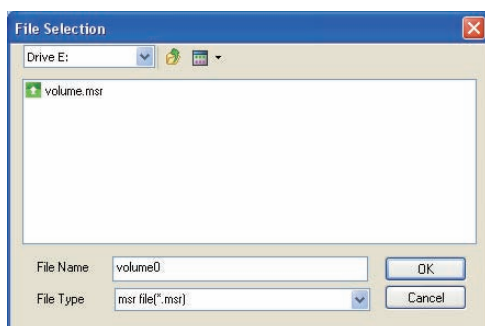 File Selection
Drive E:
volume.msr
File Name volume0
OK
File Type msr file(*.msr)
Cancel